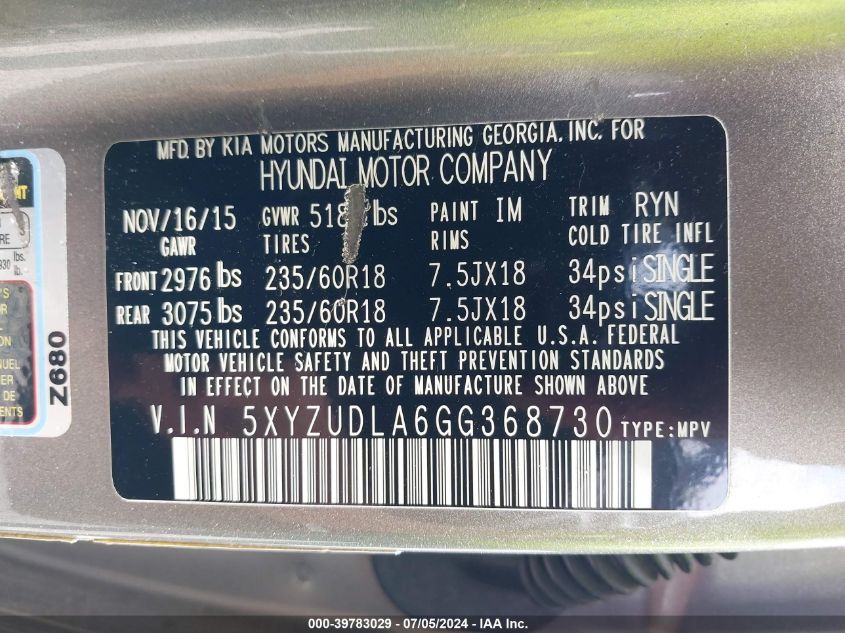 MFD. BY KIA MOTORS MANUFACTURING GEORGIA, INC. FOR
HYUNDAI MOTOR COMPANY
NOV/16/15 GVWR lbs PAINT IM TRIM RYN
GAWR TIRES RIMS COLD TIRE INFL
FRONT 2976 lbs 235/60R18 7.5JX18 34psi SINGLE
REAR 3075 lbs 235/60R18 7.5JX18 34psi SINGLE
THIS VEHICLE CONFORMS TO ALL APPLICABLE U.S.A. FEDERAL
MOTOR VEHICLE SAFETY AND THEFT PREVENTION STANDARDS
IN EFFECT ON THE DATE OF MANUFACTURE SHOWN ABOVE
V.I.N 5XYZUDLA6GG368730 TYPE:MPV
lbs.
lb.
Z680
000-39783029 - 07/05/2024 - IAA Inc.